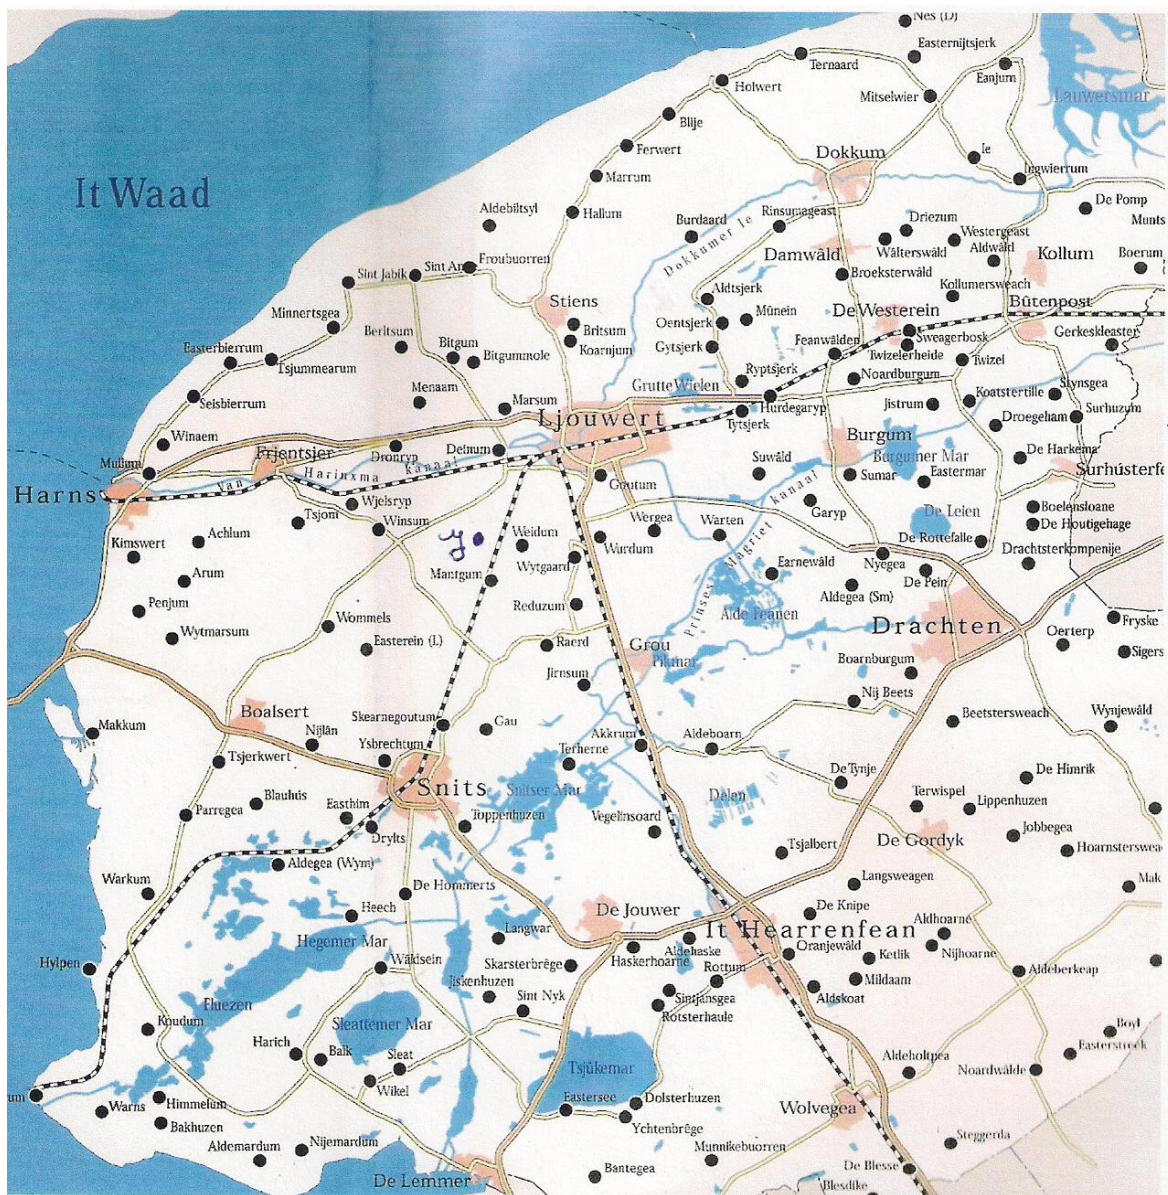 Nes (D)
Easternijtsjerk
Ternaard
Eanjum
Holwert
Mitselwier
Lauwersmar
Blije
Ferwert
Dokkum
Ie
Ingwierrum
Marrum
It Waad
Aldebiltsyl
Hallum
Burdaard
Rinsumageast
Driezum
De Pomp
Munts
Westergeast
Wâlterswâld
Aldwâld
Dokkumer Ie
Damwâld
Kollum
Boerum
Sint Jabik
Sint An
Froubuorren
Broeksterwâld
Kollumersweach
Aldtsjerk
Stiens
Minnertsgea
Oentsjerk
Mûnein
De Westerein
Bûtenpost
Berltsum
Britsum
Sweagerbosk
Gerkeskleaster
Easterbierrum
Bitgum
Koarnjum
Gytsjerk
Feanwâlden
Twizelerheide
Tsjummearum
Bitgummole
Twizel
Ryptsjerk
Noardburgum
Menaam
Grutte Wielen
Seisbierrum
Marsum
Koatstertille
Slynsgea
Ljouwert
Hurdegaryp
Jistrum
Droegeham
Surhuzum
Tytsjerk
Winaem
Burgum
Frjentsjer
Dronryp
Deinum
Burgumer Mar
De Harkema
Surhústerfe
Mullum
Harns
Van Harinxma kanaal
Suwâld
Sumar
Eastermar
Goutum
Wjelsryp
Garyp
De Leien
Boelensloane
Tsjom
Winsum
Wergea
Warten
De Houtigehage
Achlum
Weidum
Wurdum
De Rottefalle
Kimswert
Wytgaard
Prinses Magriet kanaal
Nyegea
Drachtsterkompenije
Arum
Mantgum
Earnewâld
De Pein
Aldegea (Sm)
Penjum
Reduzum
Alde Feanen
Wommels
Drachten
Fryske
Wytmarsum
Easterein (L)
Raerd
Grou
Oerterp
Pikmar
Sigers
Jirnsum
Boarnburgum
Nij Beets
Boalsert
Skearnegoutum
Gau
Beetstersweach
Wynjewâld
Makkum
Nijlân
Ysbrechtum
Akkrum
Aldeboarn
Terherne
Tsjerkwert
De Tynje
De Himrik
Snits
Snitser Mar
Delen
Blauhús
Terwispel
Lippenhuzen
Parregea
Easthim
Toppenhuzen
Vegelinsoard
Jobbegea
Drylts
De Gordyk
Tsjalbert
Hoarnstersweа
Aldegea (Wym)
Warkum
De Hommerts
Langsweagen
Mak
Heech
De Jouwer
De Knipe
Aldhoarne
Langwar
It Hearrenfean
Hegemer Mar
Aldehaske
Oranjewâld
Haskerhoarne
Ketlik
Nijhoarne
Hylpen
Wâldsein
Skarsterbrêge
Rottum
Aldeberkeap
Jiskenhuzen
Mildaam
Fluezen
Sint Nyk
Sintjansgea
Aldskoat
Rotsterhaule
Koudum
Sleattemer Mar
Boyl
Harich
Balk
Sleat
Tsjûkemar
Aldeholtpea
Easterstreek
Wikel
Noardwâlde
um
Himmelum
Eastersee
Dolsterhuzen
Warns
Wolvegea
Bakhuzen
Ychtenbrêge
Steggerda
Aldemardum
Nijemardum
Munnikebuorren
De Lemmer
Bantegea
De Blesse
Blesdike